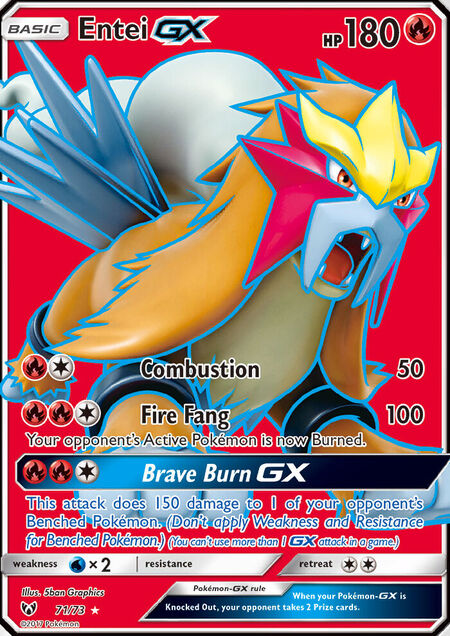 BASIC Entei GX HP 180
Combustion 50
Fire Fang 100
Your opponent's Active Pokémon is now Burned.
Brave Burn GX
This attack does 150 damage to 1 of your opponent's
Benched Pokémon. (Don't apply Weakness and Resistance
for Benched Pokémon.) (You can't use more than 1 GX attack in a game.)
weakness ×2 resistance retreat
Illus. 5ban Graphics
Pokémon-GX rule
When your Pokémon-GX is
Knocked Out, your opponent takes 2 Prize cards.
71/73
©2017 Pokémon